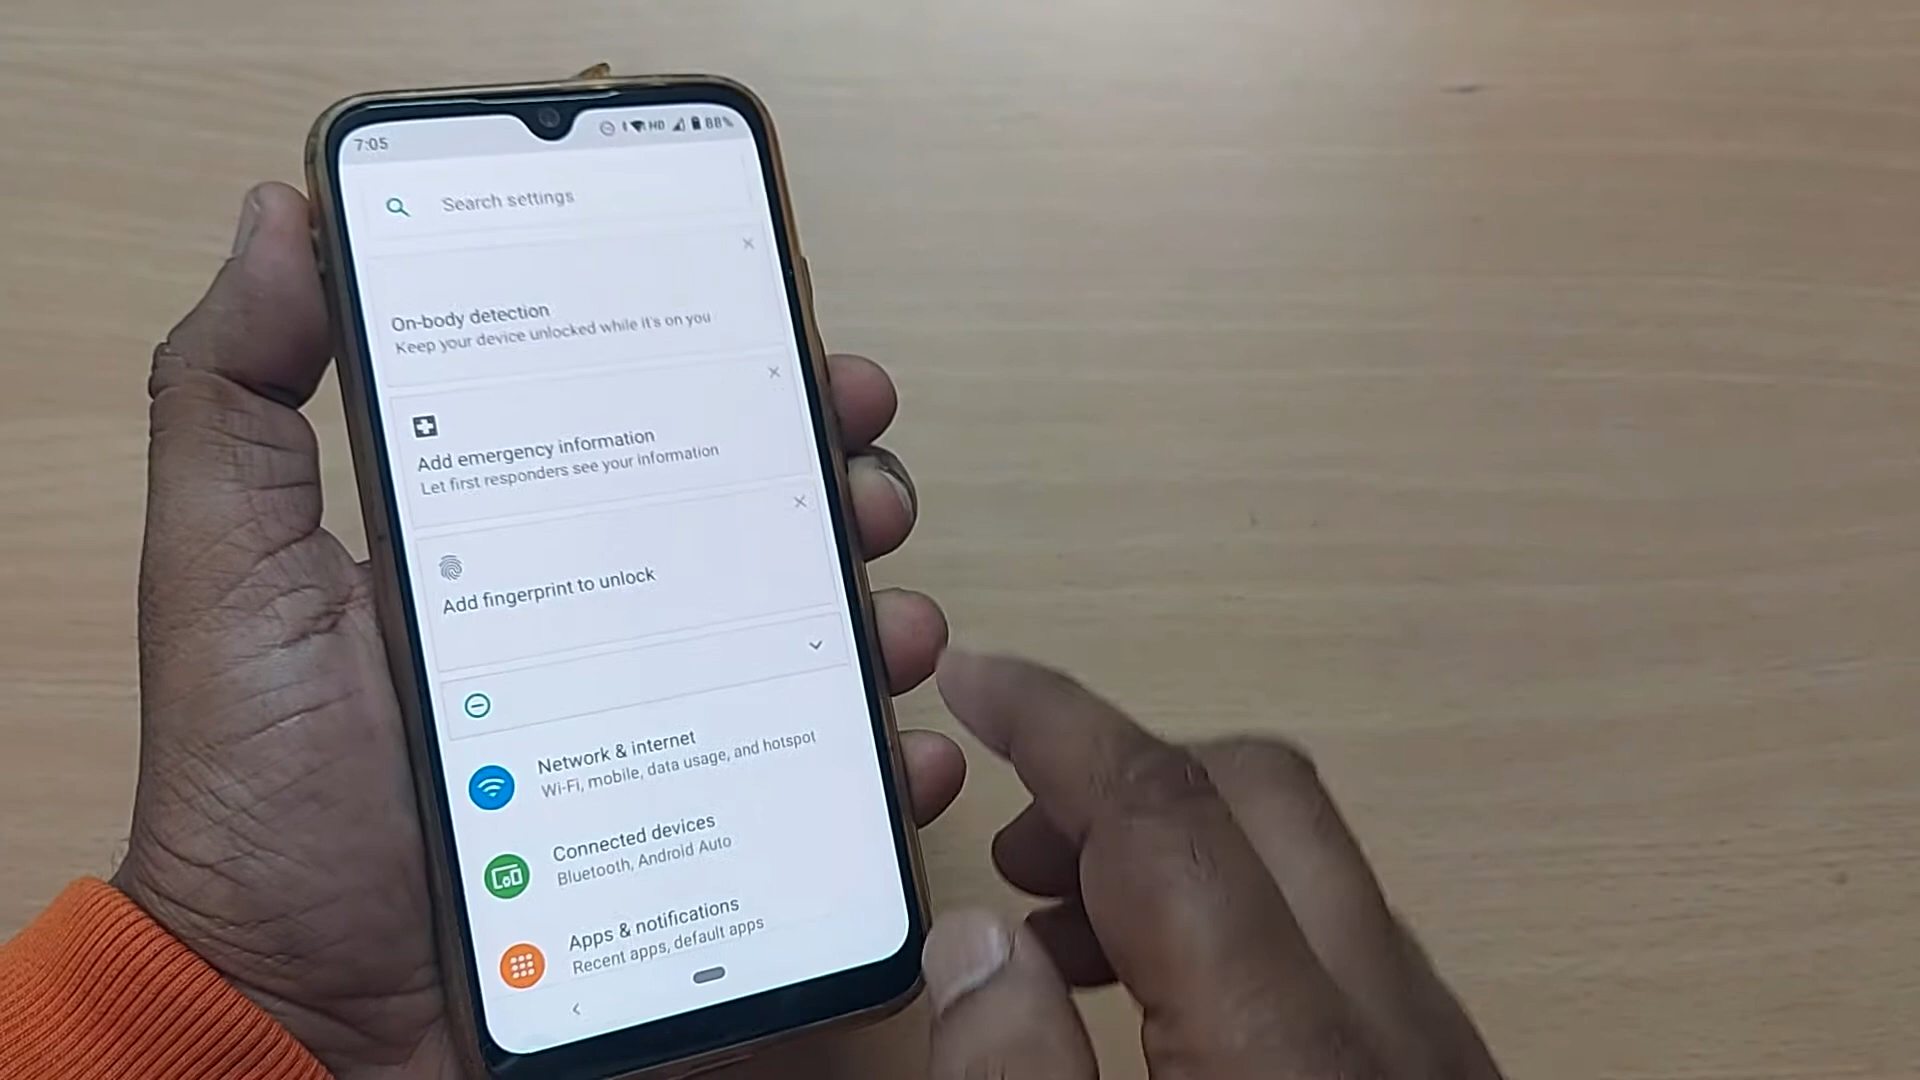 7:05
HD 88%
Search settings
On-body detection
Keep your device unlocked while it's on you
Add emergency information
Let first responders see your information
Add fingerprint to unlock
Network & internet
Wi-Fi, mobile, data usage, and hotspot
Connected devices
Bluetooth, Android Auto
Apps & notifications
Recent apps, default apps